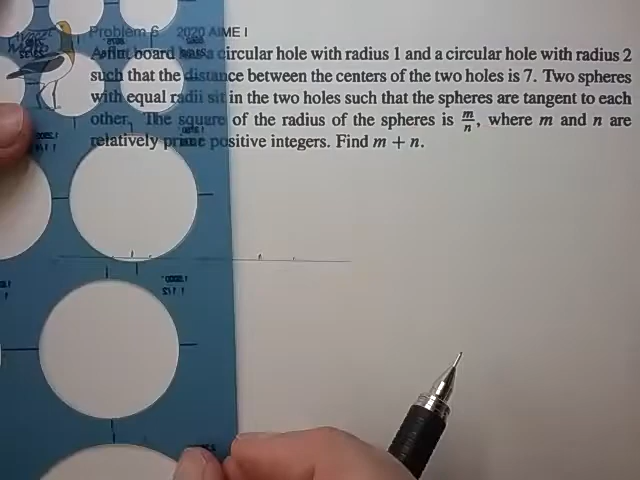 Problem 6 2020 AIME I
A flat board has a circular hole with radius 1 and a circular hole with radius 2
such that the distance between the centers of the two holes is 7. Two spheres
with equal radii sit in the two holes such that the spheres are tangent to each
other. The square of the radius of the spheres is m/n, where m and n are
relatively prime positive integers. Find m + n.